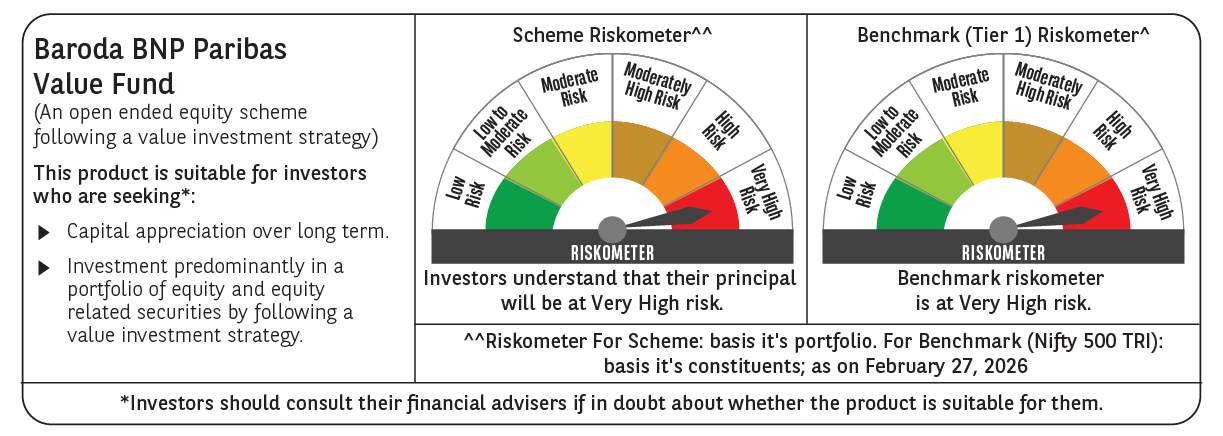 Baroda BNP Paribas
Value Fund
(An open ended equity scheme
following a value investment strategy)
This product is suitable for investors
who are seeking*:
Capital appreciation over long term.
Investment predominantly in a
portfolio of equity and equity
related securities by following a
value investment strategy.
Scheme Riskometer^^
Low
Risk
Low to
Moderate
Risk
Moderate
Risk
Moderately
High Risk
High
Risk
Very High
Risk
RISKOMETER
Investors understand that their principal
will be at Very High risk.
Benchmark (Tier 1) Riskometer^
Low
Risk
Low to
Moderate
Risk
Moderate
Risk
Moderately
High Risk
High
Risk
Very High
Risk
RISKOMETER
Benchmark riskometer
is at Very High risk.
^^Riskometer For Scheme: basis it's portfolio. For Benchmark (Nifty 500 TRI):
basis it's constituents; as on February 27, 2026
*Investors should consult their financial advisers if in doubt about whether the product is suitable for them.